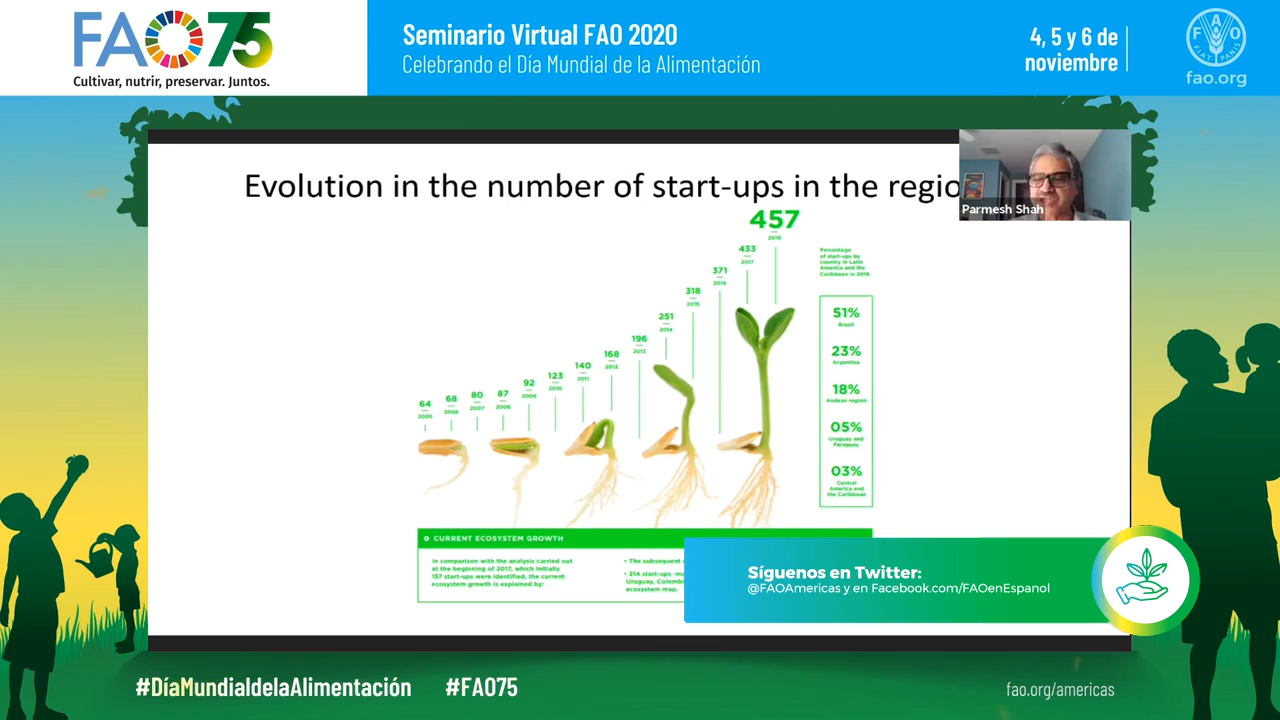 FAO75
Cultivar, nutrir, preservar. Juntos.
Seminario Virtual FAO 2020
Celebrando el Día Mundial de la Alimentación
4, 5 y 6 de
noviembre
FAO
FIAT PANIS
fao.org
Evolution in the number of start-ups in the regio
Parmesh Shah
457
2018
433
2017
371
2016
318
2015
251
2014
196
2013
168
2012
140
2011
123
2010
92
2009
87
2008
80
2007
68
2006
64
2005
Percentage
of start-ups by
country in Latin
America and the
Caribbean in 2018
51%
Brazil
23%
Argentina
18%
Andean region
05%
Uruguay and
Paraguay
03%
Central
America and
the Caribbean
CURRENT ECOSYSTEM GROWTH
In comparison with the analysis carried out
at the beginning of 2017, which initially
157 start-ups were identified, the current
ecosystem growth is explained by:
• The subsequent
• 214 start-ups
Uruguay, Colomb
ecosystem map.
Síguenos en Twitter:
@FAOAmericas y en Facebook.com/FAOenEspanol
#DíaMundialdelaAlimentación #FAO75
fao.org/americas